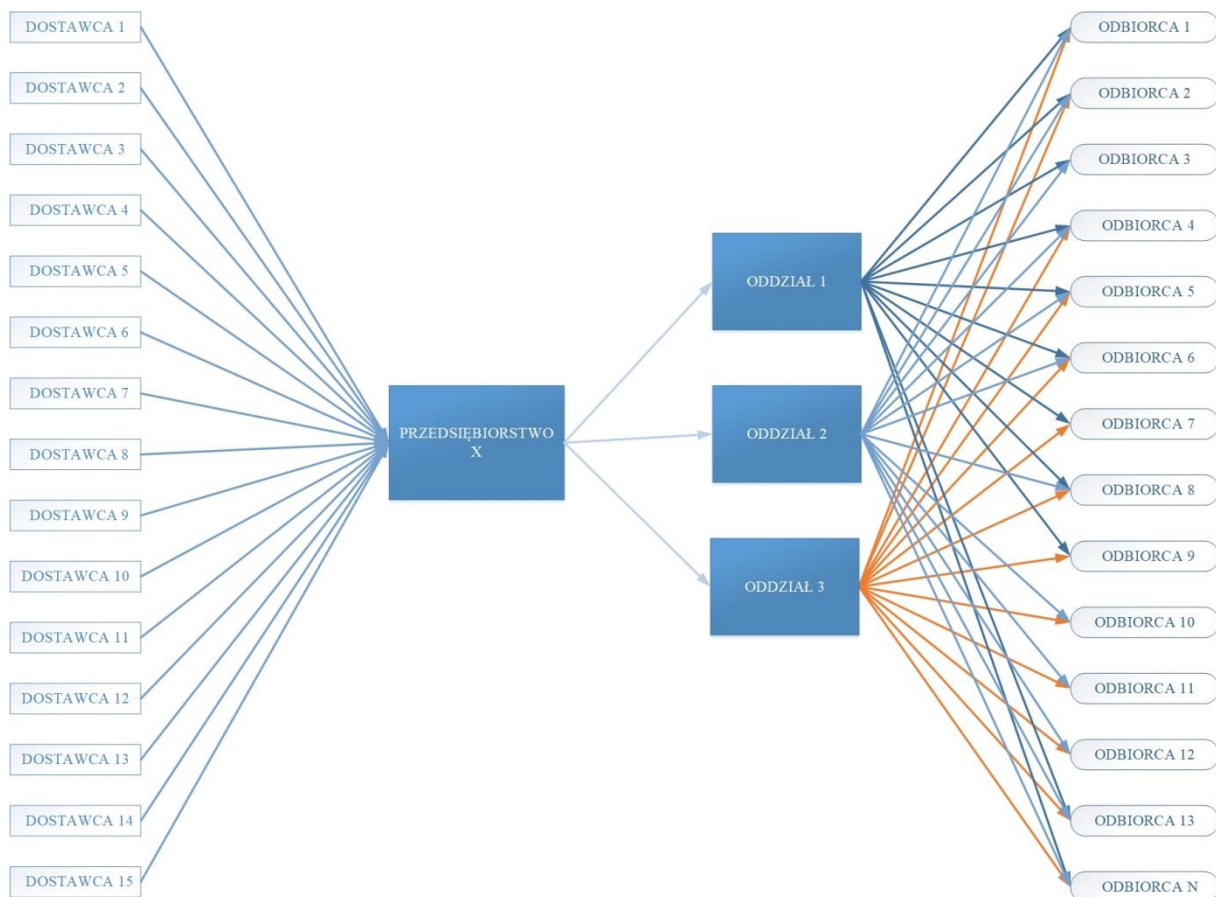 DOSTAWCA 1
DOSTAWCA 2
DOSTAWCA 3
DOSTAWCA 4
DOSTAWCA 5
DOSTAWCA 6
DOSTAWCA 7
DOSTAWCA 8
DOSTAWCA 9
DOSTAWCA 10
DOSTAWCA 11
DOSTAWCA 12
DOSTAWCA 13
DOSTAWCA 14
DOSTAWCA 15
PRZEDSIĘBIORSTWO
X
ODDZIAŁ 1
ODDZIAŁ 2
ODDZIAŁ 3
ODBIORCA 1
ODBIORCA 2
ODBIORCA 3
ODBIORCA 4
ODBIORCA 5
ODBIORCA 6
ODBIORCA 7
ODBIORCA 8
ODBIORCA 9
ODBIORCA 10
ODBIORCA 11
ODBIORCA 12
ODBIORCA 13
ODBIORCA N